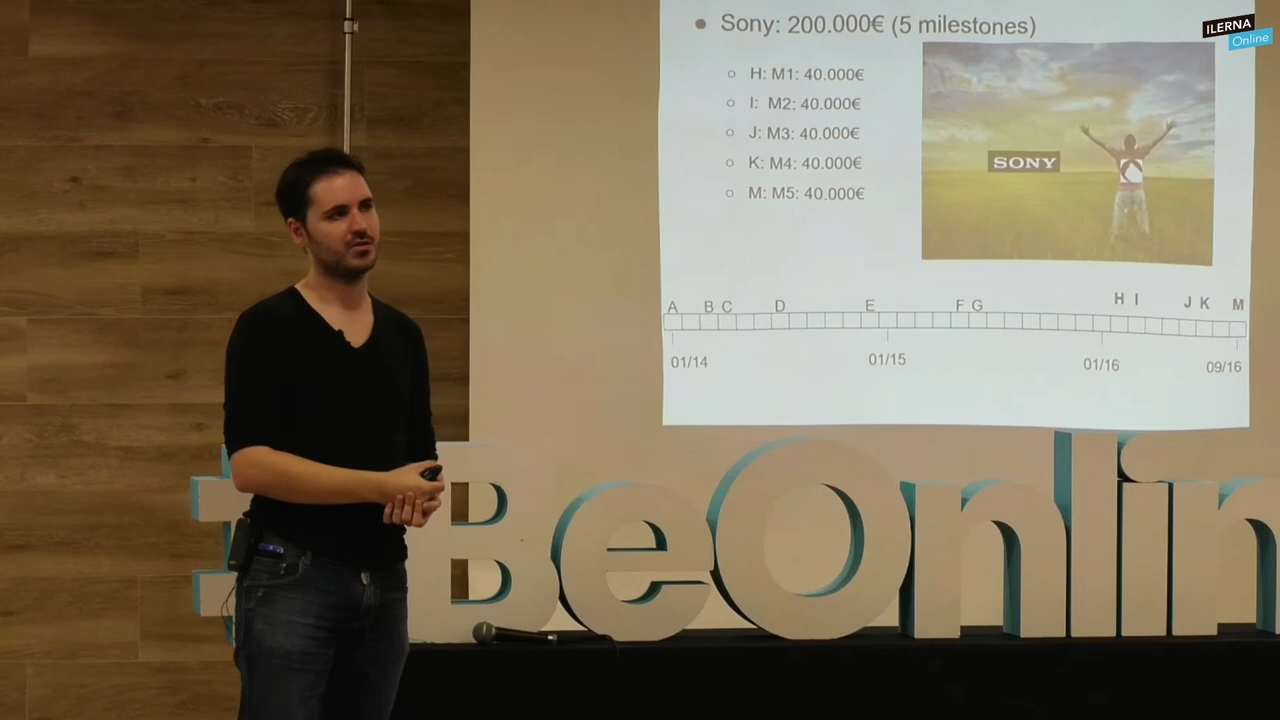 ILERNA
Online
● Sony: 200.000€ (5 milestones)
○ H: M1: 40.000€
○ I: M2: 40.000€
○ J: M3: 40.000€
○ K: M4: 40.000€
○ M: M5: 40.000€
SONY
A B C D E F G H I J K M
01/14 01/15 01/16 09/16
#BeOnlin